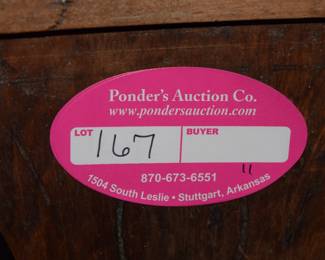 Ponder's Auction Co.
www.pondersauction.com
LOT BUYER
167
870-673-6551
11
1504 South Leslie • Stuttgart, Arkansas